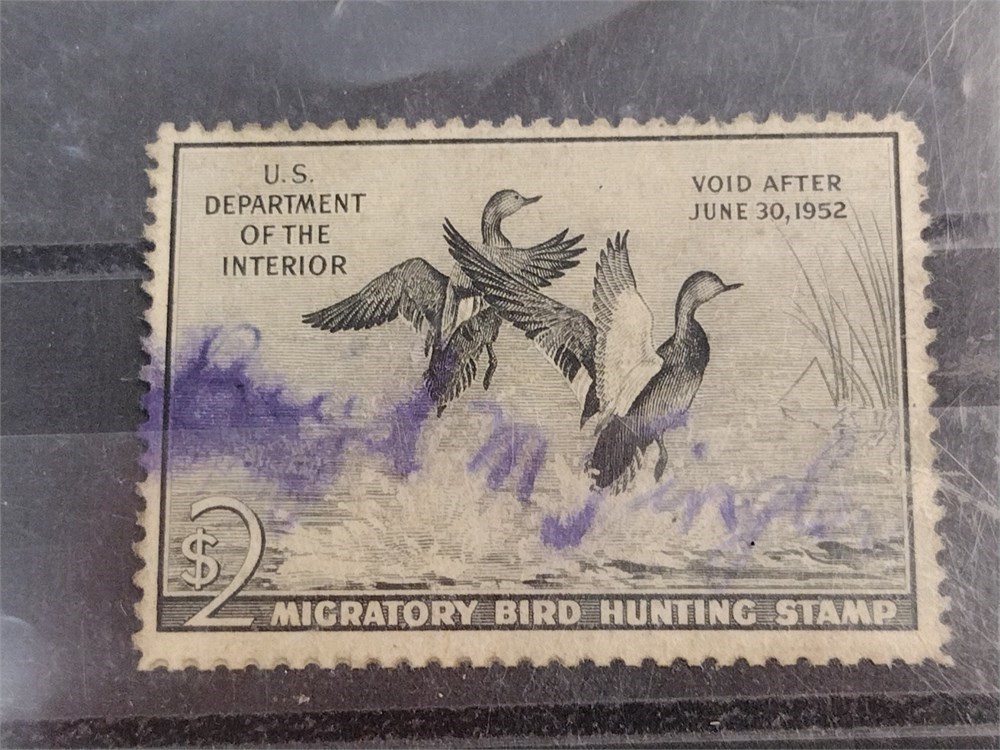 U.S.
DEPARTMENT
OF THE
INTERIOR
VOID AFTER
JUNE 30, 1952
$2
MIGRATORY BIRD HUNTING STAMP